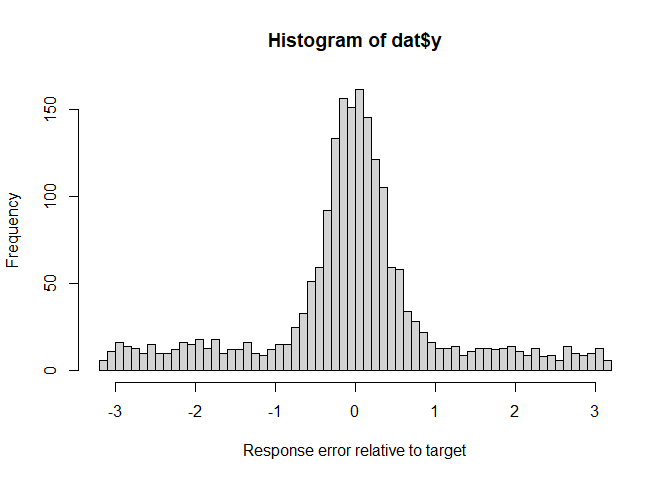 Histogram of dat$y
Frequency
150
100
50
0
-3 -2 -1 0 1 2 3
Response error relative to target